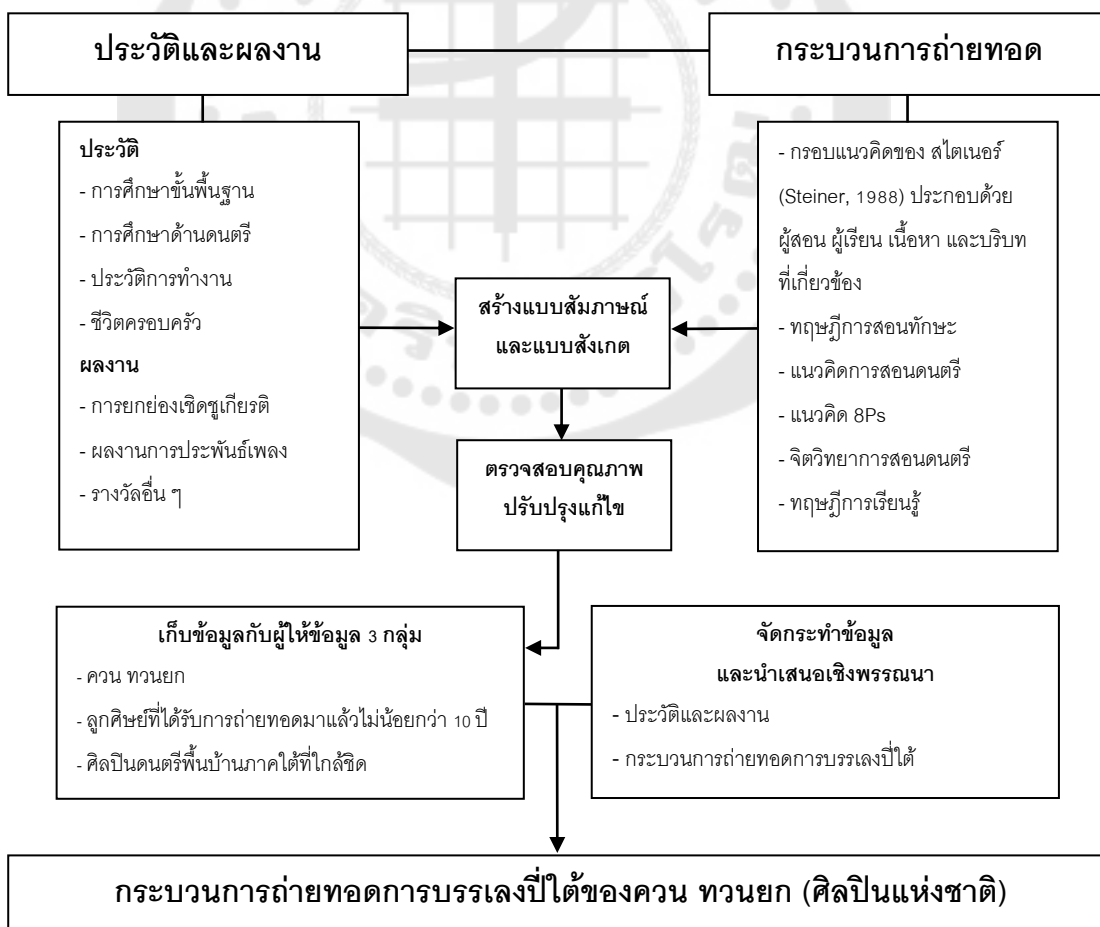 ประวัติและผลงาน
กระบวนการถ่ายทอด
ประวัติ
- การศึกษาขั้นพื้นฐาน
- การศึกษาด้านดนตรี
- ประวัติการทำงาน
- ชีวิตครอบครัว
ผลงาน
- การยกย่องเชิดชูเกียรติ
- ผลงานการประพันธ์เพลง
- รางวัลอื่น ๆ
สร้างแบบสัมภาษณ์
และแบบสังเกต
ตรวจสอบคุณภาพ
ปรับปรุงแก้ไข
- กรอบแนวคิดของ สไตเนอร์
(Steiner, 1988) ประกอบด้วย
ผู้สอน ผู้เรียน เนื้อหา และบริบท
ที่เกี่ยวข้อง
- ทฤษฎีการสอนทักษะ
- แนวคิดการสอนดนตรี
- แนวคิด 8Ps
- จิตวิทยาการสอนดนตรี
- ทฤษฎีการเรียนรู้
เก็บข้อมูลกับผู้ให้ข้อมูล 3 กลุ่ม
- ควน ทวนยก
- ลูกศิษย์ที่ได้รับการถ่ายทอดมาแล้วไม่น้อยกว่า 10 ปี
- ศิลปินดนตรีพื้นบ้านภาคใต้ที่ใกล้ชิด
จัดกระทำข้อมูล
และนำเสนอเชิงพรรณนา
- ประวัติและผลงาน
- กระบวนการถ่ายทอดการบรรเลงปี่ใต้
กระบวนการถ่ายทอดการบรรเลงปี่ใต้ของควน ทวนยก (ศิลปินแห่งชาติ)